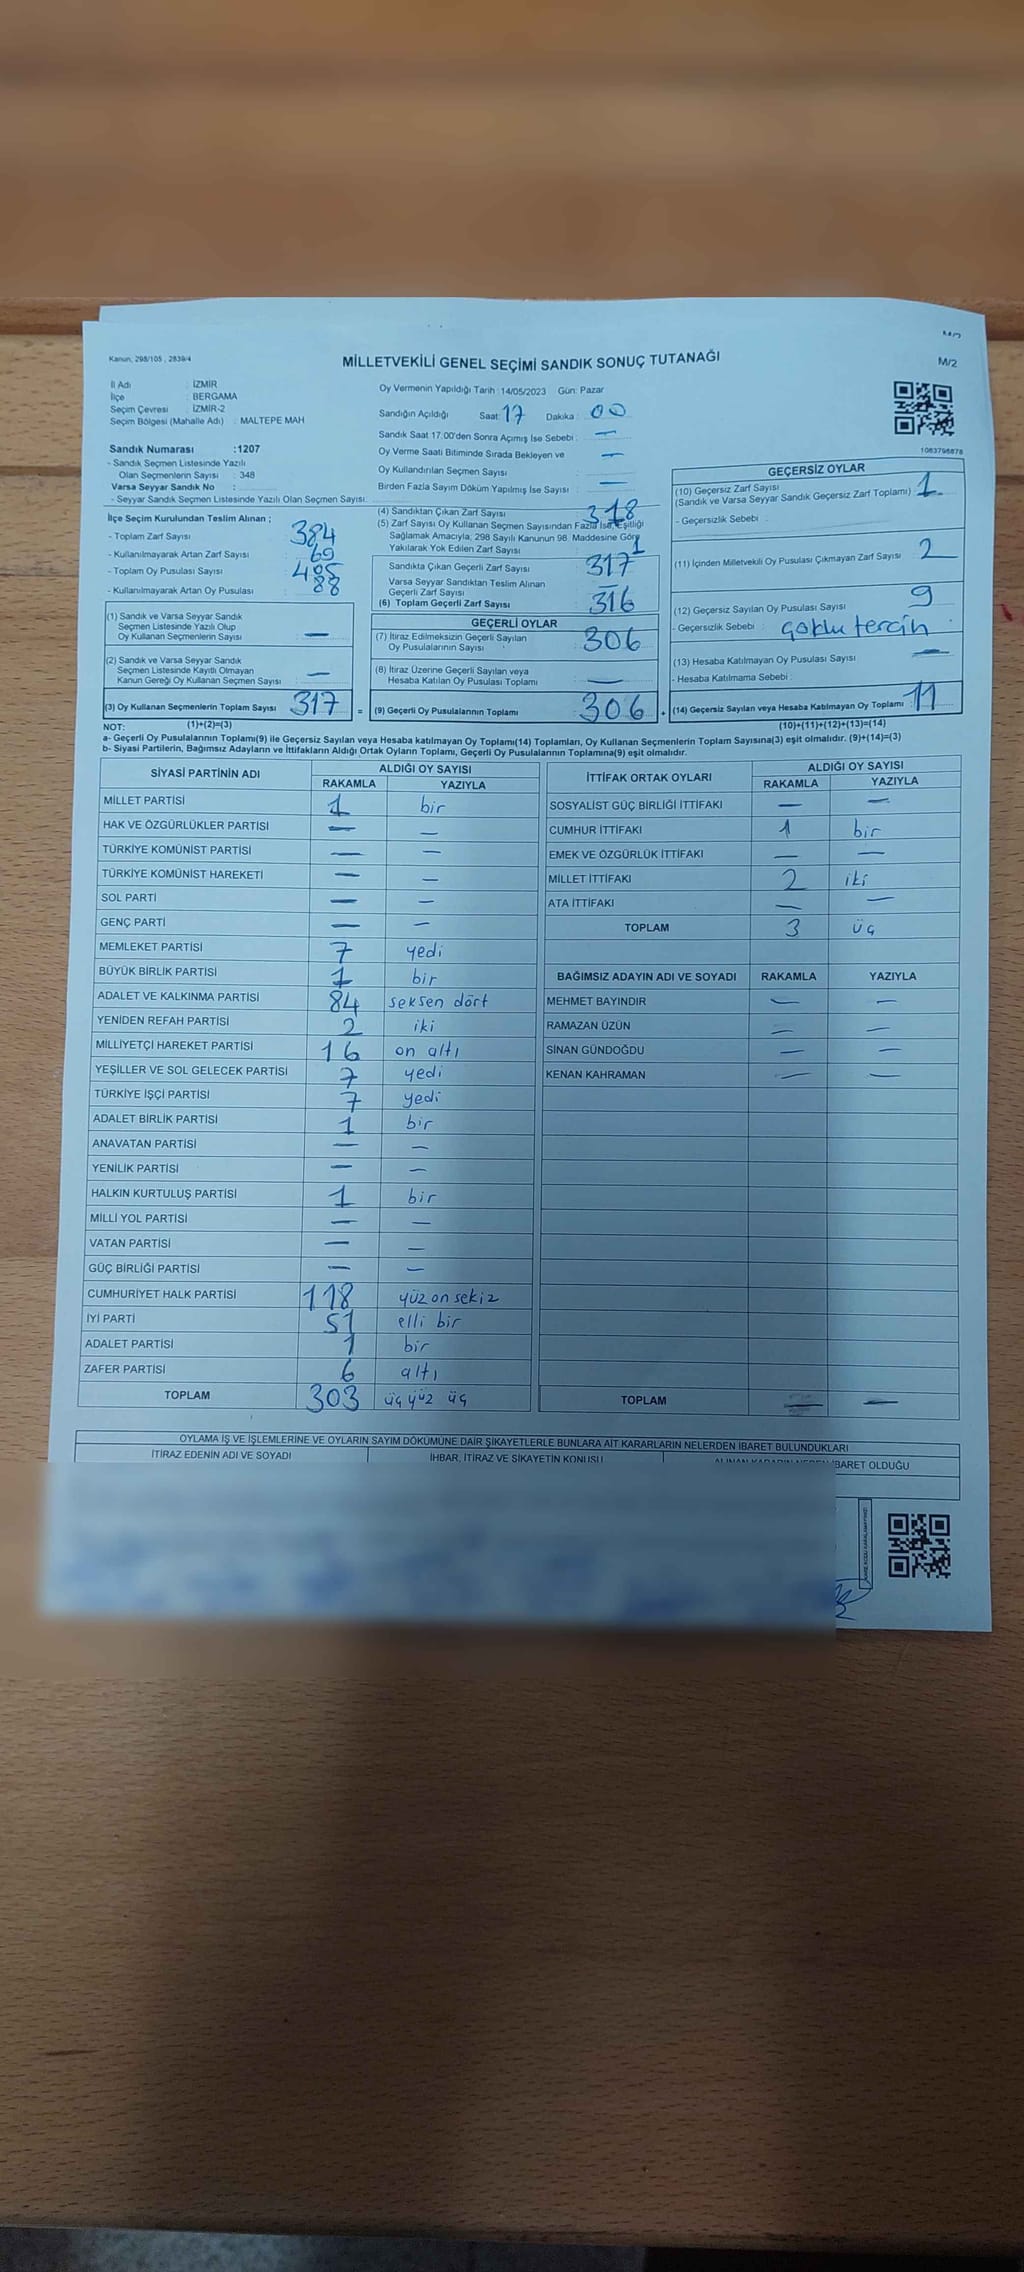 M/2
Kanun, 298/105 , 2839/4
MİLLETVEKİLİ GENEL SEÇİMİ SANDIK SONUÇ TUTANAĞI
M/2
İl Adı : İZMİR
İlçe : BERGAMA
Seçim Çevresi : İZMİR-2
Seçim Bölgesi (Mahalle Adı) : MALTEPE MAH
Sandık Numarası :1207
- Sandık Seçmen Listesinde Yazılı
Olan Seçmenlerin Sayısı : 348
Varsa Seyyar Sandık No :
- Seyyar Sandık Seçmen Listesinde Yazılı Olan Seçmen Sayısı:
Oy Vermenin Yapıldığı Tarih : 14/05/2023 Gün: Pazar
Sandığın Açıldığı Saat: 17 Dakika : 00
Sandık Saat 17:00'den Sonra Açımış İse Sebebi : —
Oy Verme Saati Bitiminde Sırada Bekleyen ve —
Oy Kullandırılan Seçmen Sayısı :
Birden Fazla Sayım Döküm Yapılmış İse Sayısı : —
1083798878
İlçe Seçim Kurulundan Teslim Alınan ;
- Toplam Zarf Sayısı : 384
- Kullanılmayarak Artan Zarf Sayısı : 69
- Toplam Oy Pusulası Sayısı : 405
- Kullanılmayarak Artan Oy Pusulası : 88
(1) Sandık ve Varsa Seyyar Sandık
Seçmen Listesinde Yazılı Olup
Oy Kullanan Seçmenlerin Sayısı : —
(2) Sandık ve Varsa Seyyar Sandık
Seçmen Listesinde Kayıtlı Olmayan
Kanun Gereği Oy Kullanan Seçmen Sayısı : —
(3) Oy Kullanan Seçmenlerin Toplam Sayısı 317 =
(4) Sandıktan Çıkan Zarf Sayısı : 318
(5) Zarf Sayısı Oy Kullanan Seçmen Sayısından Fazla İse, Eşitliği
Sağlamak Amacıyla, 298 Sayılı Kanunun 98. Maddesine Göre
Yakılarak Yok Edilen Zarf Sayısı : 1
Sandıkta Çıkan Geçerli Zarf Sayısı : 317
Varsa Seyyar Sandıktan Teslim Alınan
Geçerli Zarf Sayısı : —
(6) Toplam Geçerli Zarf Sayısı : 316
GEÇERLİ OYLAR
(7) İtiraz Edilmeksizin Geçerli Sayılan
Oy Pusulalarının Sayısı : 306
(8) İtiraz Üzerine Geçerli Sayılan veya
Hesaba Katılan Oy Pusulası Toplamı : —
(9) Geçerli Oy Pusulalarının Toplamı : 306 +
GEÇERSİZ OYLAR
(10) Geçersiz Zarf Sayısı
(Sandık ve Varsa Seyyar Sandık Geçersiz Zarf Toplamı) : 1
- Geçersizlik Sebebi :
(11) İçinden Milletvekili Oy Pusulası Çıkmayan Zarf Sayısı : 2
(12) Geçersiz Sayılan Oy Pusulası Sayısı : 9
- Geçersizlik Sebebi : çoklu tercih
(13) Hesaba Katılmayan Oy Pusulası Sayısı : —
- Hesaba Katılmama Sebebi :
(14) Geçersiz Sayılan veya Hesaba Katılmayan Oy Toplamı : 11
NOT: (1)+(2)=(3) (10)+(11)+(12)+(13)=(14)
a- Geçerli Oy Pusulalarının Toplamı(9) ile Geçersiz Sayılan veya Hesaba katılmayan Oy Toplamı(14) Toplamları, Oy Kullanan Seçmenlerin Toplam Sayısına(3) eşit olmalıdır. (9)+(14)=(3)
b- Siyasi Partilerin, Bağımsız Adayların ve İttifakların Aldığı Ortak Oyların Toplamı, Geçerli Oy Pusulalarının Toplamına(9) eşit olmalıdır.
SİYASİ PARTİNİN ADI ALDIĞI OY SAYISI
RAKAMLA YAZIYLA
MİLLET PARTİSİ 1 bir
HAK VE ÖZGÜRLÜKLER PARTİSİ — —
TÜRKİYE KOMÜNİST PARTİSİ — —
TÜRKİYE KOMÜNİST HAREKETİ — —
SOL PARTİ — —
GENÇ PARTİ — —
MEMLEKET PARTİSİ 7 yedi
BÜYÜK BİRLİK PARTİSİ 1 bir
ADALET VE KALKINMA PARTİSİ 84 seksen dört
YENİDEN REFAH PARTİSİ 2 iki
MİLLİYETÇİ HAREKET PARTİSİ 16 on altı
YEŞİLLER VE SOL GELECEK PARTİSİ 7 yedi
TÜRKİYE İŞÇİ PARTİSİ 7 yedi
ADALET BİRLİK PARTİSİ 1 bir
ANAVATAN PARTİSİ — —
YENİLİK PARTİSİ — —
HALKIN KURTULUŞ PARTİSİ 1 bir
MİLLİ YOL PARTİSİ — —
VATAN PARTİSİ — —
GÜÇ BİRLİĞİ PARTİSİ — —
CUMHURİYET HALK PARTİSİ 118 yüz on sekiz
İYİ PARTİ 51 elli bir
ADALET PARTİSİ 1 bir
ZAFER PARTİSİ 6 altı
TOPLAM 303 üç yüz üç
İTTİFAK ORTAK OYLARI ALDIĞI OY SAYISI
RAKAMLA YAZIYLA
SOSYALİST GÜÇ BİRLİĞİ İTTİFAKI — —
CUMHUR İTTİFAKI 1 bir
EMEK VE ÖZGÜRLÜK İTTİFAKI — —
MİLLET İTTİFAKI 2 iki
ATA İTTİFAKI — —
TOPLAM 3 üç
BAĞIMSIZ ADAYIN ADI VE SOYADI RAKAMLA YAZIYLA
MEHMET BAYINDIR — —
RAMAZAN ÜZÜN — —
SİNAN GÜNDOĞDU — —
KENAN KAHRAMAN — —
TOPLAM — —
OYLAMA İŞ VE İŞLEMLERİNE VE OYLARIN SAYIM DÖKÜMÜNE DAİR ŞİKAYETLERLE BUNLARA AİT KARARLARIN NELERDEN İBARET BULUNDUKLARI
İTİRAZ EDENİN ADI VE SOYADI İHBAR, İTİRAZ VE ŞİKAYETİN KONUSU ALINAN KARARIN NEDEN İBARET OLDUĞU